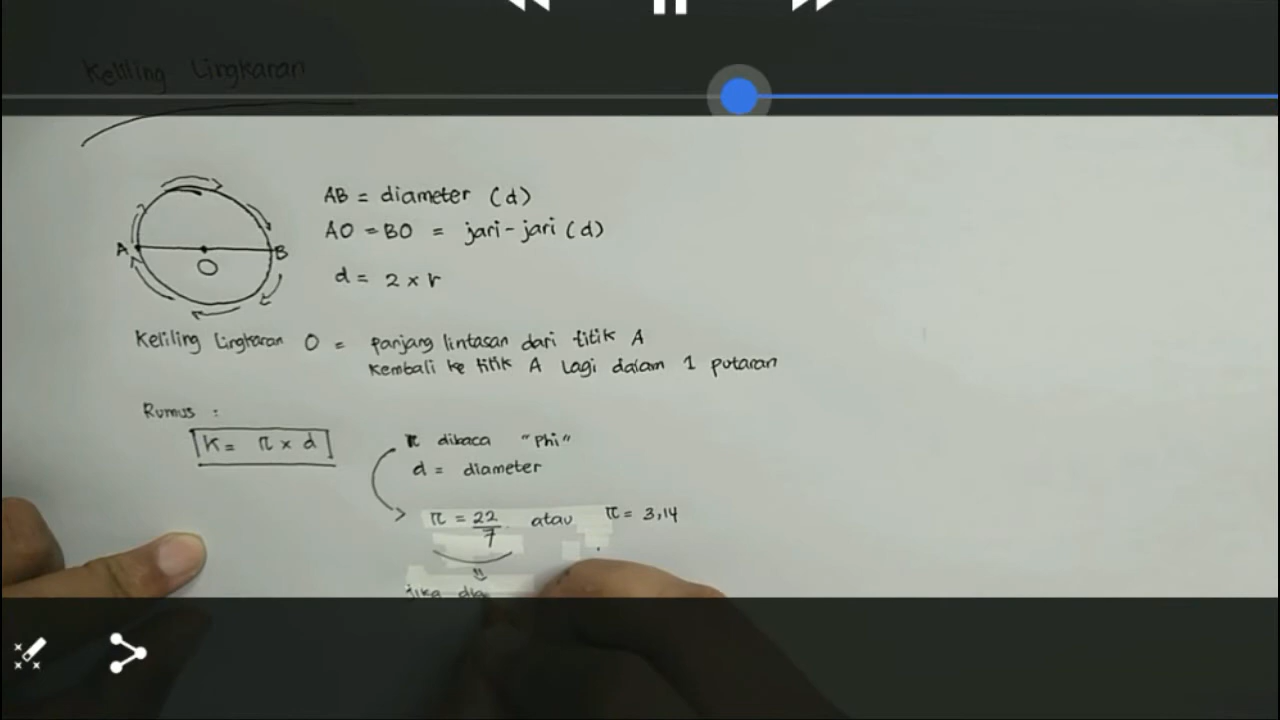 Keliling Lingkaran
A
B
O
AB = diameter (d)
AO = BO = jari-jari (d)
d = 2 x r
Keliling Lingkaran O = panjang lintasan dari titik A
kembali ke titik A lagi dalam 1 putaran
Rumus :
K = π x d
π dibaca "Phi"
d = diameter
π = 22/7 atau π = 3,14
jika